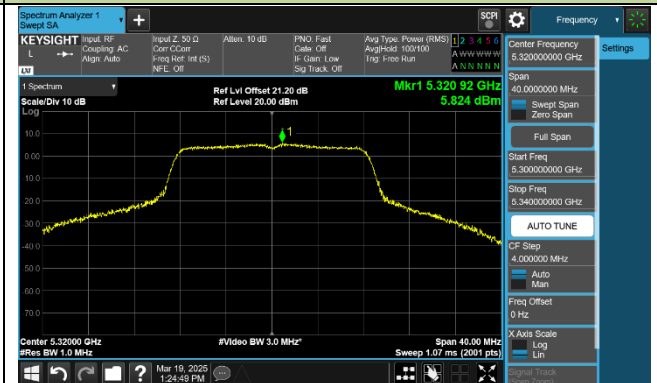 Spectrum Analyzer 1
Swept SA
+
SCPI
Frequency
Settings
KEYSIGHT
L
LXI
Input: RF
Coupling: AC
Align: Auto
Input Z: 50 Ω
Corr CCorr
Freq Ref: Int (S)
NFE: Off
Atten: 10 dB
PNO: Fast
Gate: Off
IF Gain: Low
Sig Track: Off
Avg Type: Power (RMS)
Avg|Hold: 100/100
Trig: Free Run
1 2 3 4 5 6
A W W W W W
A N N N N N
1 Spectrum
Scale/Div 10 dB
Log
Ref Lvl Offset 21.20 dB
Ref Level 20.00 dBm
Mkr1 5.320 92 GHz
5.824 dBm
1
10.0
0.00
-10.0
-20.0
-30.0
-40.0
-50.0
-60.0
-70.0
Center 5.32000 GHz
#Res BW 1.0 MHz
#Video BW 3.0 MHz*
Span 40.00 MHz
Sweep 1.07 ms (2001 pts)
Center Frequency
5.32000000 GHz
Span
40.0000000 MHz
Swept Span
Zero Span
Full Span
Start Freq
5.30000000 GHz
Stop Freq
5.34000000 GHz
AUTO TUNE
CF Step
4.000000 MHz
Auto
Man
Freq Offset
0 Hz
X Axis Scale
Log
Lin
Signal Track
(Span Zoom)
?
Mar 19, 2025
1:24:49 PM